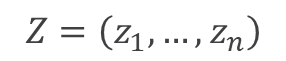 Z = (z₁, …, zₙ)